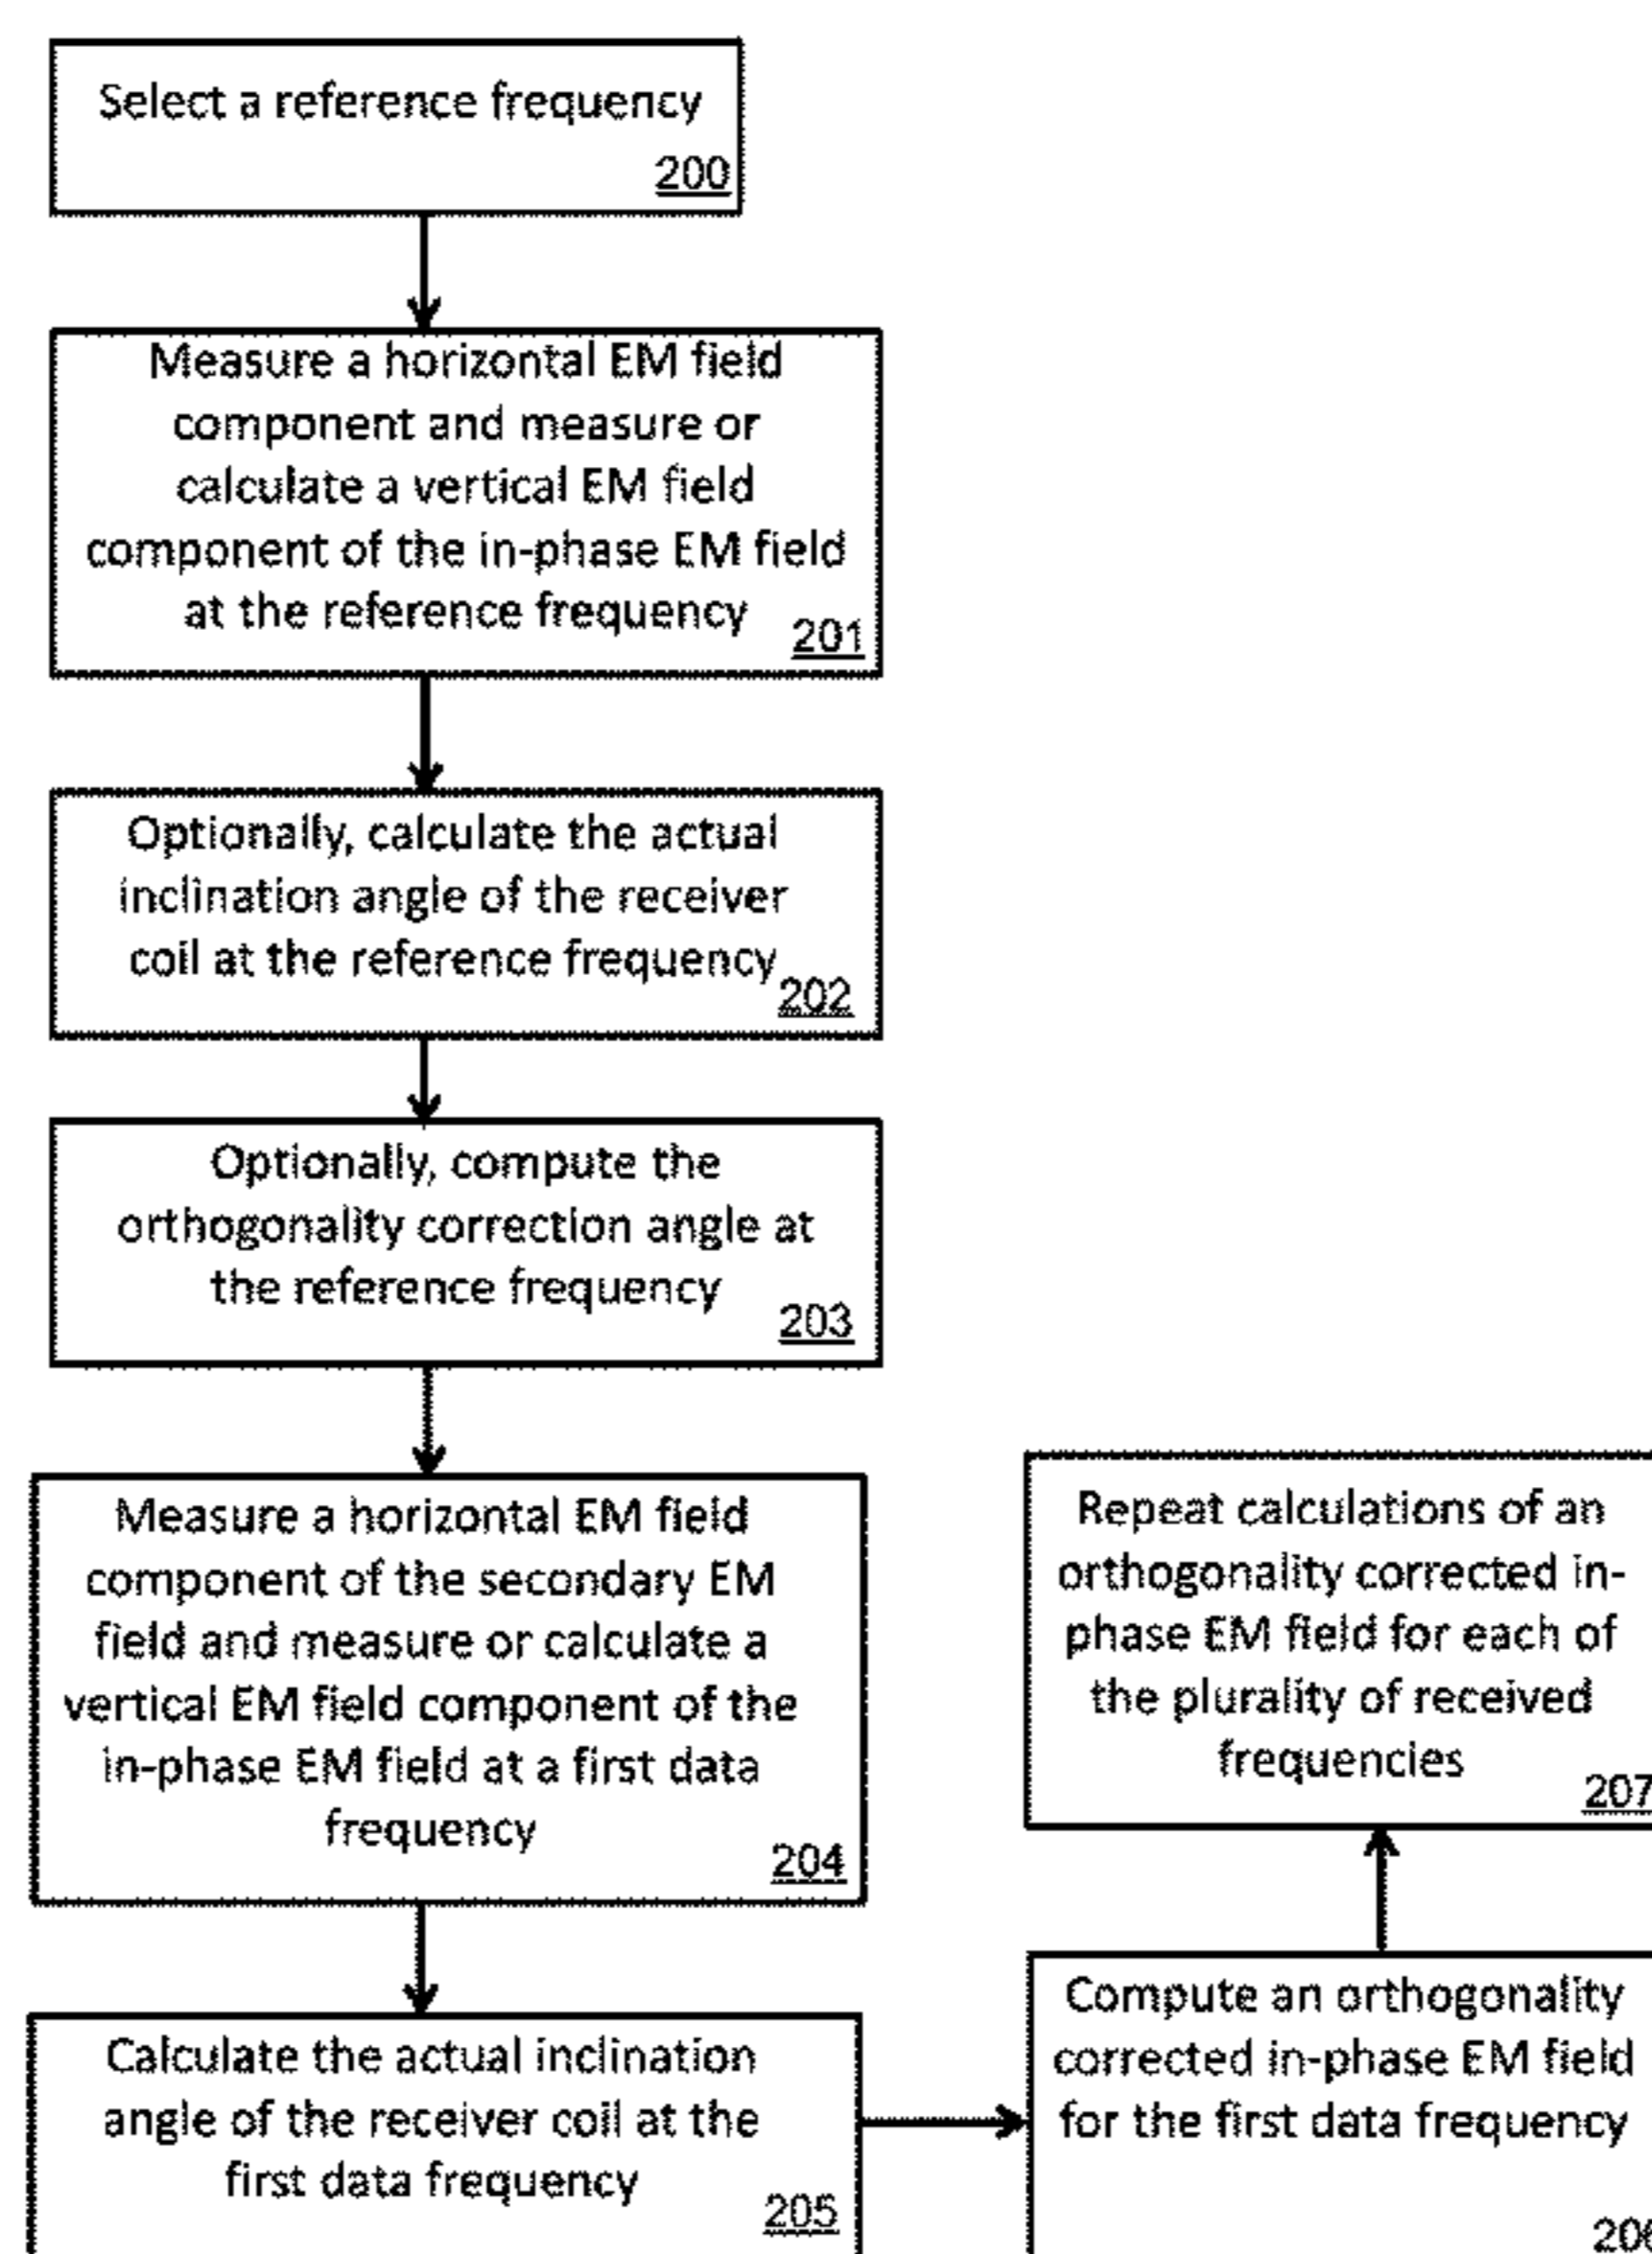 Select a reference frequency
200
Measure a horizontal EM field
component and measure or
calculate a vertical EM field
component of the in-phase EM field
at the reference frequency
201
Optionally, calculate the actual
inclination angle of the receiver
coil at the reference frequency
202
Optionally, compute the
orthogonality correction angle at
the reference frequency
203
Measure a horizontal EM field
component of the secondary EM
field and measure or calculate a
vertical EM field component of the
in-phase EM field at a first data
frequency
204
Calculate the actual inclination
angle of the receiver coil at the
first data frequency
205
Compute an orthogonality
corrected in-phase EM field
for the first data frequency
206
Repeat calculations of an
orthogonality corrected in-
phase EM field for each of
the plurality of received
frequencies
207